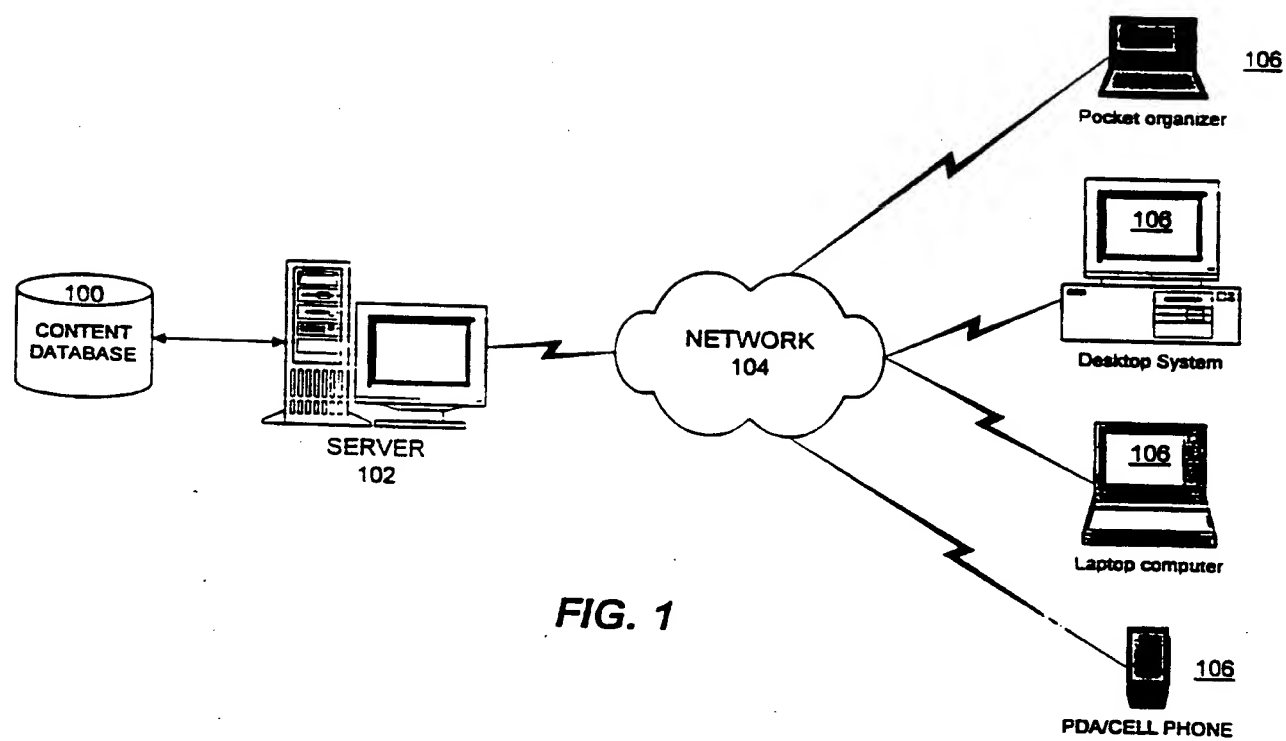 106
Pocket organizer
106
Desktop System
100
CONTENT
DATABASE
SERVER
102
NETWORK
104
106
Laptop computer
FIG. 1
106
PDA/CELL PHONE